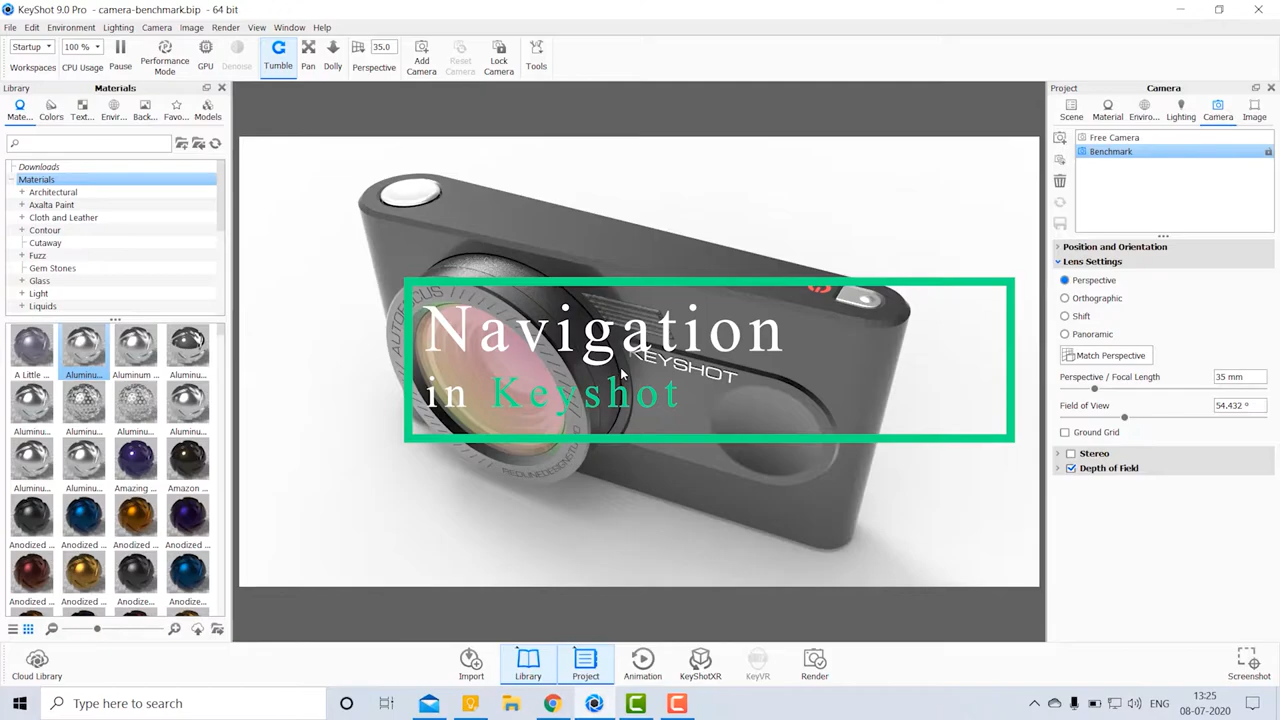 KeyShot 9.0 Pro - camera-benchmark.bip - 64 bit
File Edit Environment Lighting Camera Image Render View Window Help
Startup 100 % 35.0
Workspaces CPU Usage Pause Performance Mode GPU Denoise Tumble Pan Dolly Perspective Add Camera Reset Camera Lock Camera Tools
Library Materials
Mate... Colors Text... Envir... Back... Favo... Models
Downloads
Materials
Architectural
Axalta Paint
Cloth and Leather
Contour
Cutaway
Fuzz
Gem Stones
Glass
Light
Liquids
A Little ... Aluminu... Aluminum ... Aluminu...
Aluminu... Aluminu... Aluminu... Aluminu...
Aluminu... Aluminu... Amazing ... Amazon ...
Anodized ... Anodized ... Anodized ... Anodized ...
Anodized ... Anodized ... Anodize... Anodize...
AUTOFOCUS
KEYSHOT
Navigation
in Keyshot
Project Camera
Scene Material Enviro... Lighting Camera Image
Free Camera
Benchmark
Position and Orientation
Lens Settings
Perspective
Orthographic
Shift
Panoramic
Match Perspective
Perspective / Focal Length 35 mm
Field of View 54.432 °
Ground Grid
Stereo
Depth of Field
Cloud Library Import Library Project Animation KeyShotXR KeyVR Render Screenshot
Type here to search
ENG
13:25
08-07-2020